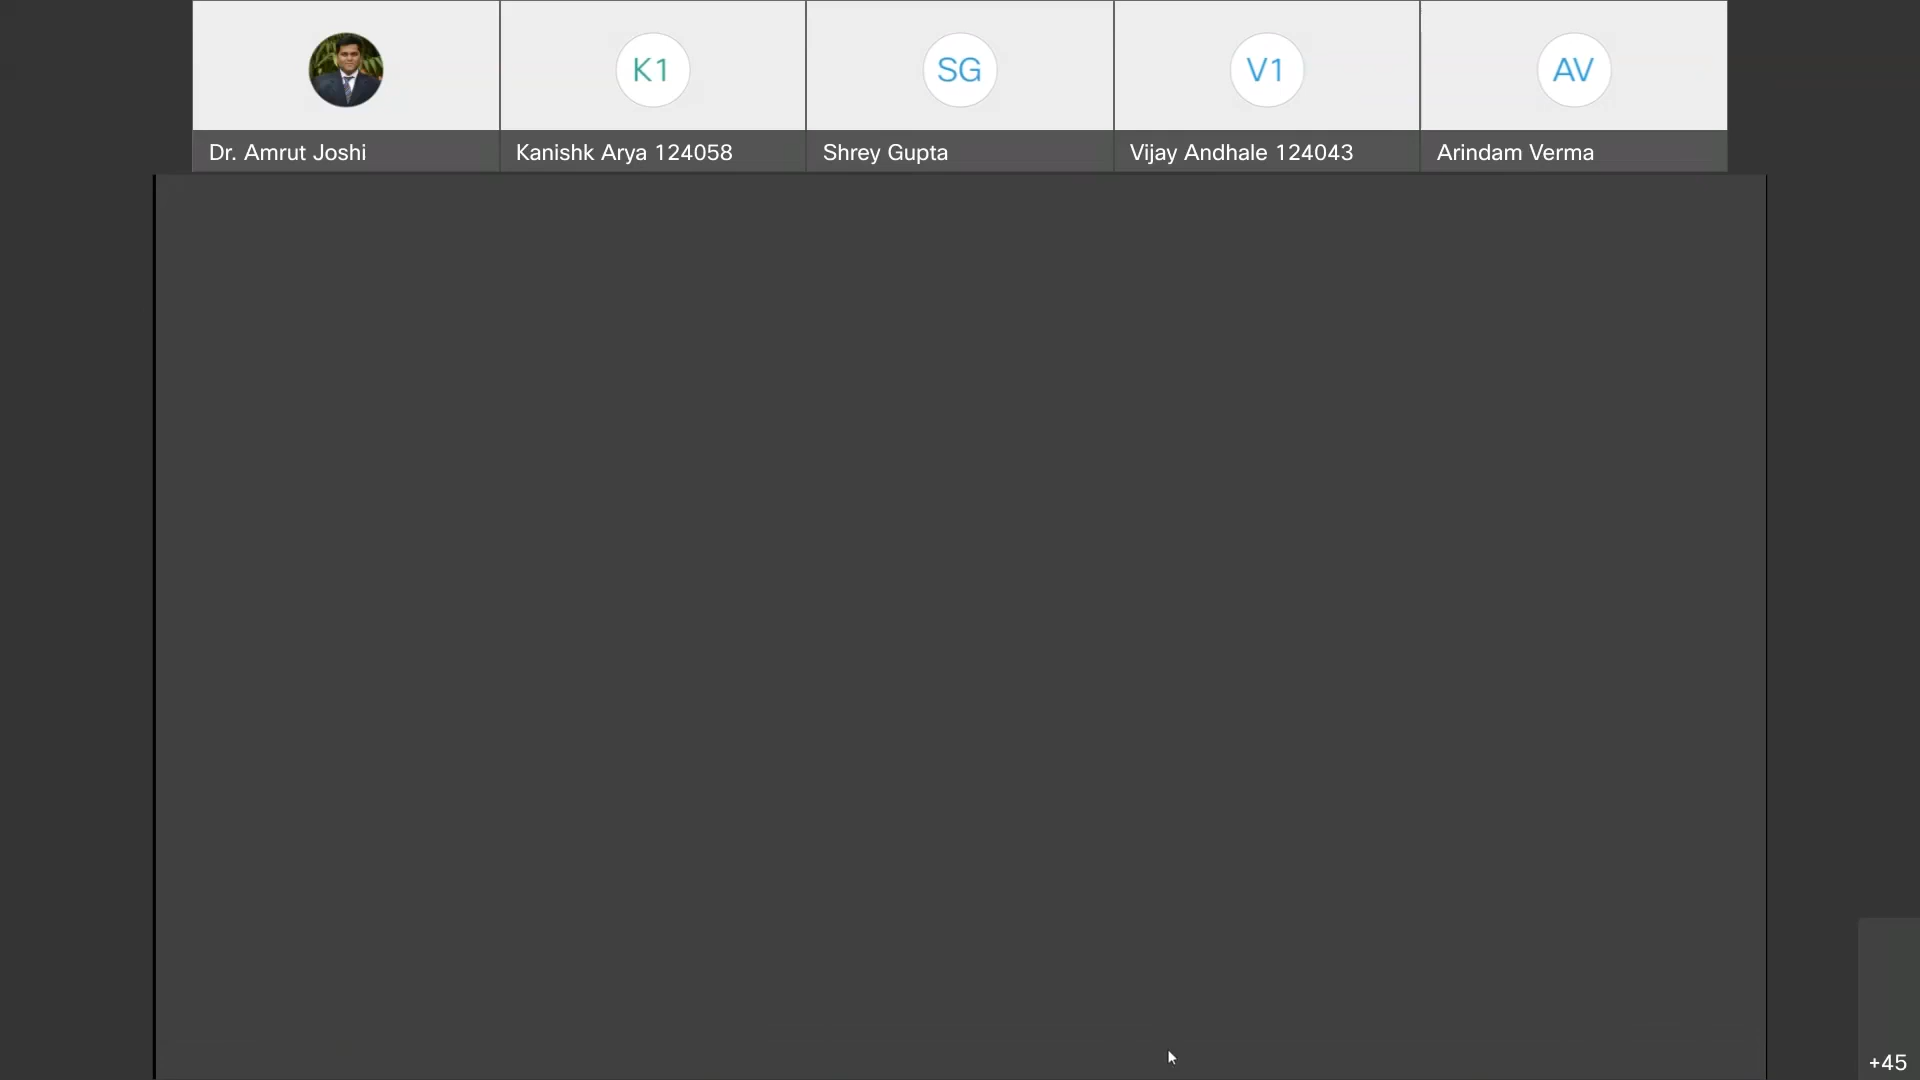 K1
SG
V1
AV
Dr. Amrut Joshi
Kanishk Arya 124058
Shrey Gupta
Vijay Andhale 124043
Arindam Verma
+45